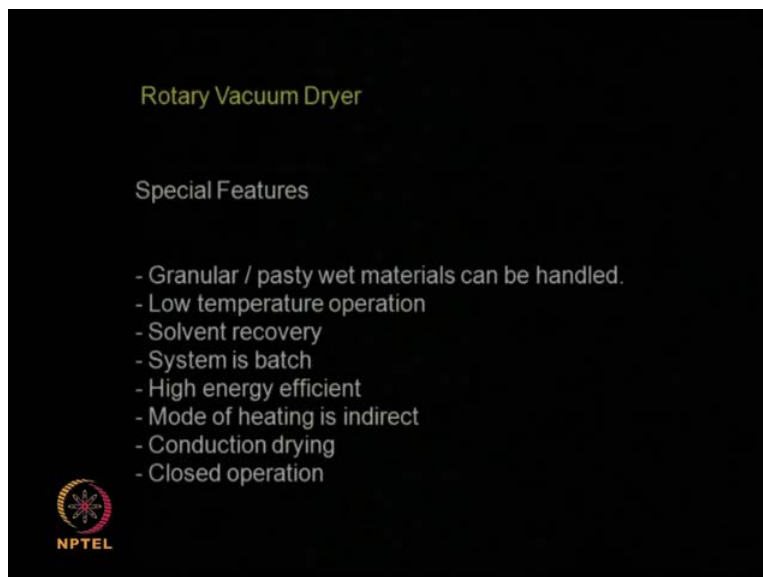 Rotary Vacuum Dryer
Special Features
- Granular / pasty wet materials can be handled.
- Low temperature operation
- Solvent recovery
- System is batch
- High energy efficient
- Mode of heating is indirect
- Conduction drying
- Closed operation
NPTEL